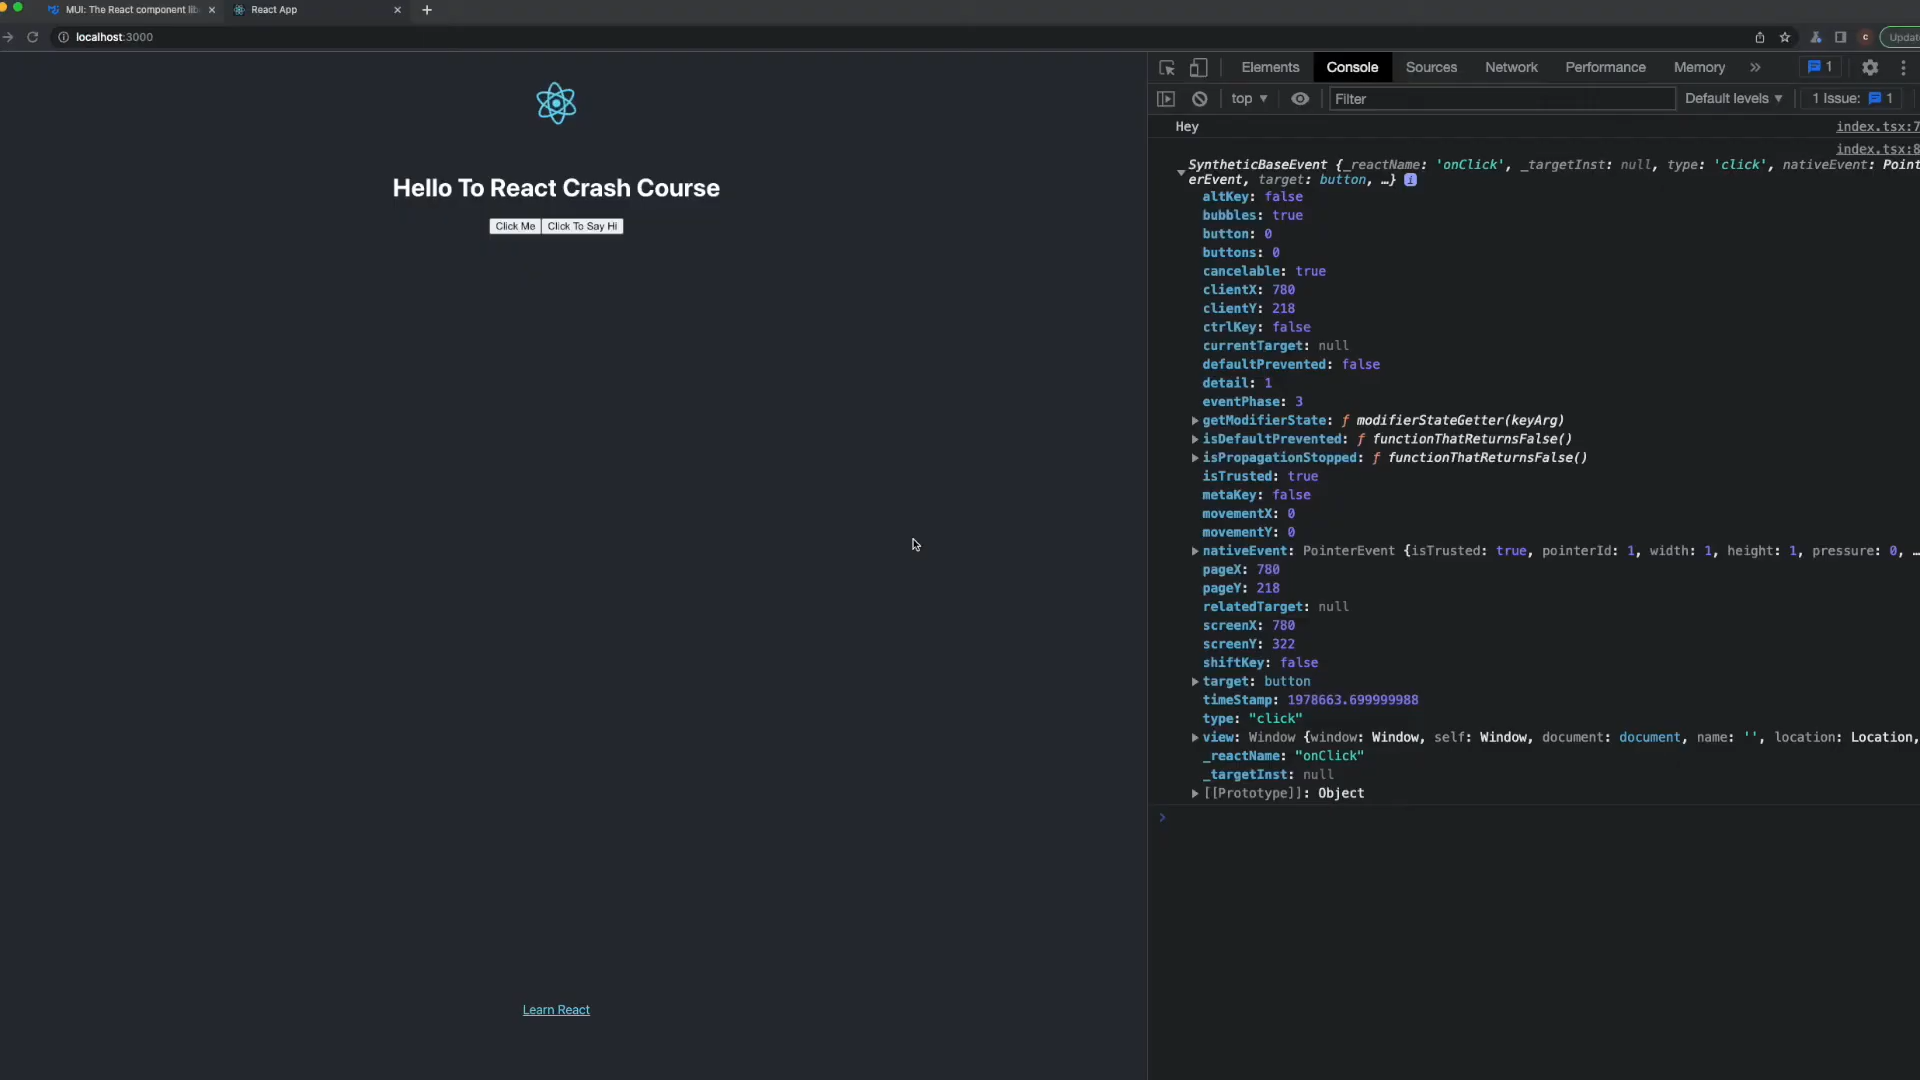 MUI: The React component lib
React App
localhost:3000
Update
Elements Console Sources Network Performance Memory 1
top Filter Default levels 1 Issue: 1
Hello To React Crash Course
Click Me Click To Say Hi
Learn React
Hey index.tsx:7
index.tsx:8
SyntheticBaseEvent {_reactName: 'onClick', _targetInst: null, type: 'click', nativeEvent: Point
erEvent, target: button, …} i
altKey: false
bubbles: true
button: 0
buttons: 0
cancelable: true
clientX: 780
clientY: 218
ctrlKey: false
currentTarget: null
defaultPrevented: false
detail: 1
eventPhase: 3
getModifierState: ƒ modifierStateGetter(keyArg)
isDefaultPrevented: ƒ functionThatReturnsFalse()
isPropagationStopped: ƒ functionThatReturnsFalse()
isTrusted: true
metaKey: false
movementX: 0
movementY: 0
nativeEvent: PointerEvent {isTrusted: true, pointerId: 1, width: 1, height: 1, pressure: 0, …
pageX: 780
pageY: 218
relatedTarget: null
screenX: 780
screenY: 322
shiftKey: false
target: button
timeStamp: 1978663.699999988
type: "click"
view: Window {window: Window, self: Window, document: document, name: '', location: Location,
_reactName: "onClick"
_targetInst: null
[[Prototype]]: Object